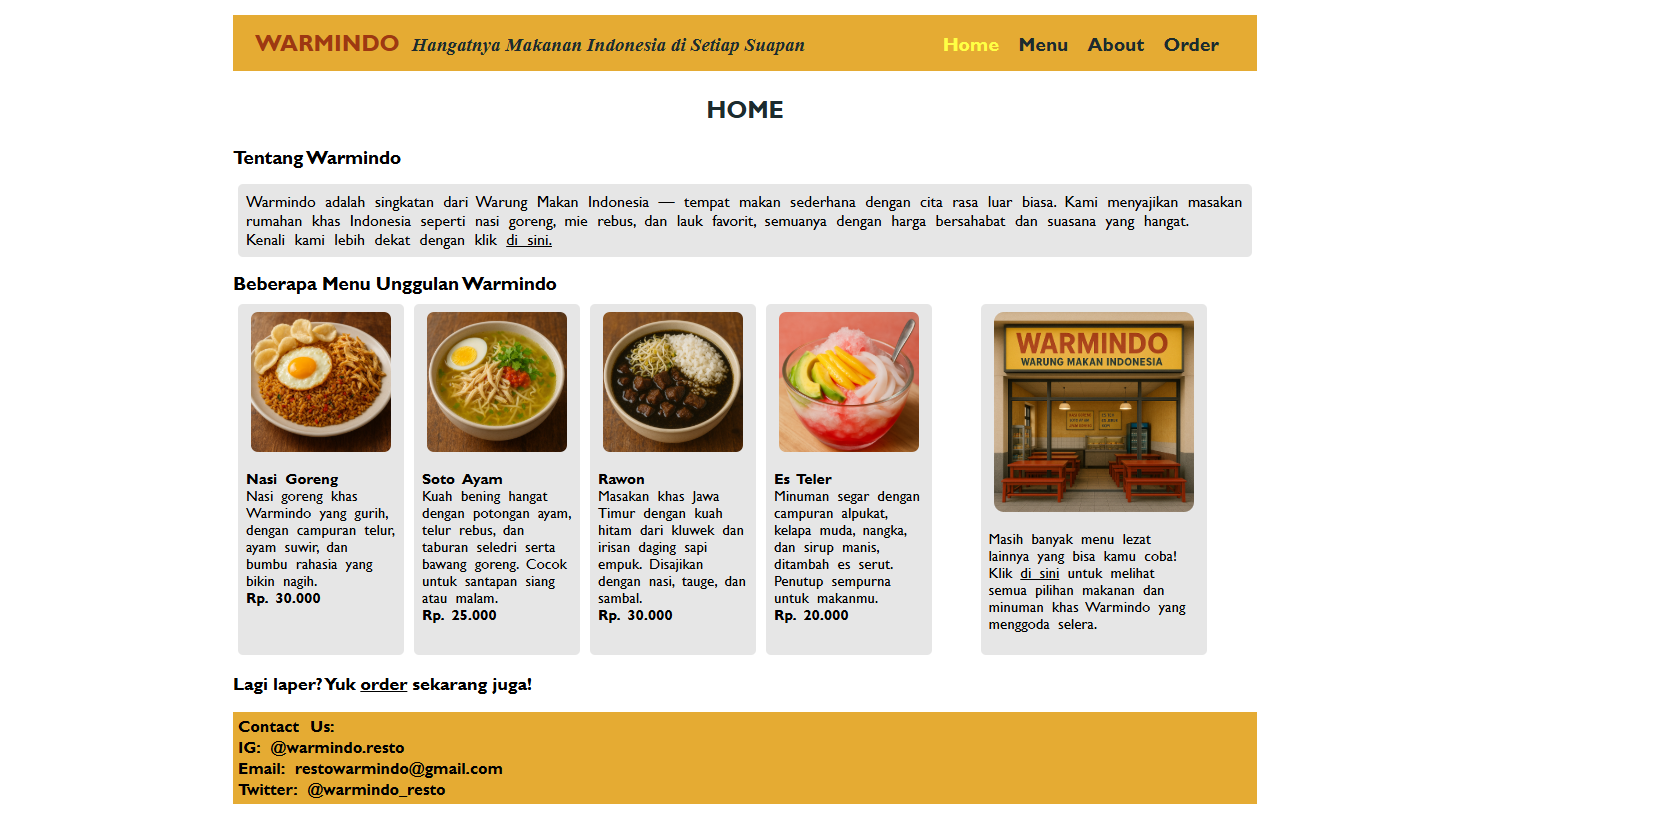 WARMINDO Hangatnya Makanan Indonesia di Setiap Suapan Home Menu About Order
HOME
Tentang Warmindo
Warmindo adalah singkatan dari Warung Makan Indonesia — tempat makan sederhana dengan cita rasa luar biasa. Kami menyajikan masakan
rumahan khas Indonesia seperti nasi goreng, mie rebus, dan lauk favorit, semuanya dengan harga bersahabat dan suasana yang hangat.
Kenali kami lebih dekat dengan klik di sini.
Beberapa Menu Unggulan Warmindo
Nasi Goreng
Nasi goreng khas
Warmindo yang gurih,
dengan campuran telur,
ayam suwir, dan
bumbu rahasia yang
bikin nagih.
Rp. 30.000
Soto Ayam
Kuah bening hangat
dengan potongan ayam,
telur rebus, dan
taburan seledri serta
bawang goreng. Cocok
untuk santapan siang
atau malam.
Rp. 25.000
Rawon
Masakan khas Jawa
Timur dengan kuah
hitam dari kluwek dan
irisan daging sapi
empuk. Disajikan
dengan nasi, tauge, dan
sambal.
Rp. 30.000
Es Teler
Minuman segar dengan
campuran alpukat,
kelapa muda, nangka,
dan sirup manis,
ditambah es serut.
Penutup sempurna
untuk makanmu.
Rp. 20.000
WARMINDO
WARUNG MAKAN INDONESIA
Masih banyak menu lezat
lainnya yang bisa kamu coba!
Klik di sini untuk melihat
semua pilihan makanan dan
minuman khas Warmindo yang
menggoda selera.
Lagi laper? Yuk order sekarang juga!
Contact Us:
IG: @warmindo.resto
Email: restowarmindo@gmail.com
Twitter: @warmindo_resto